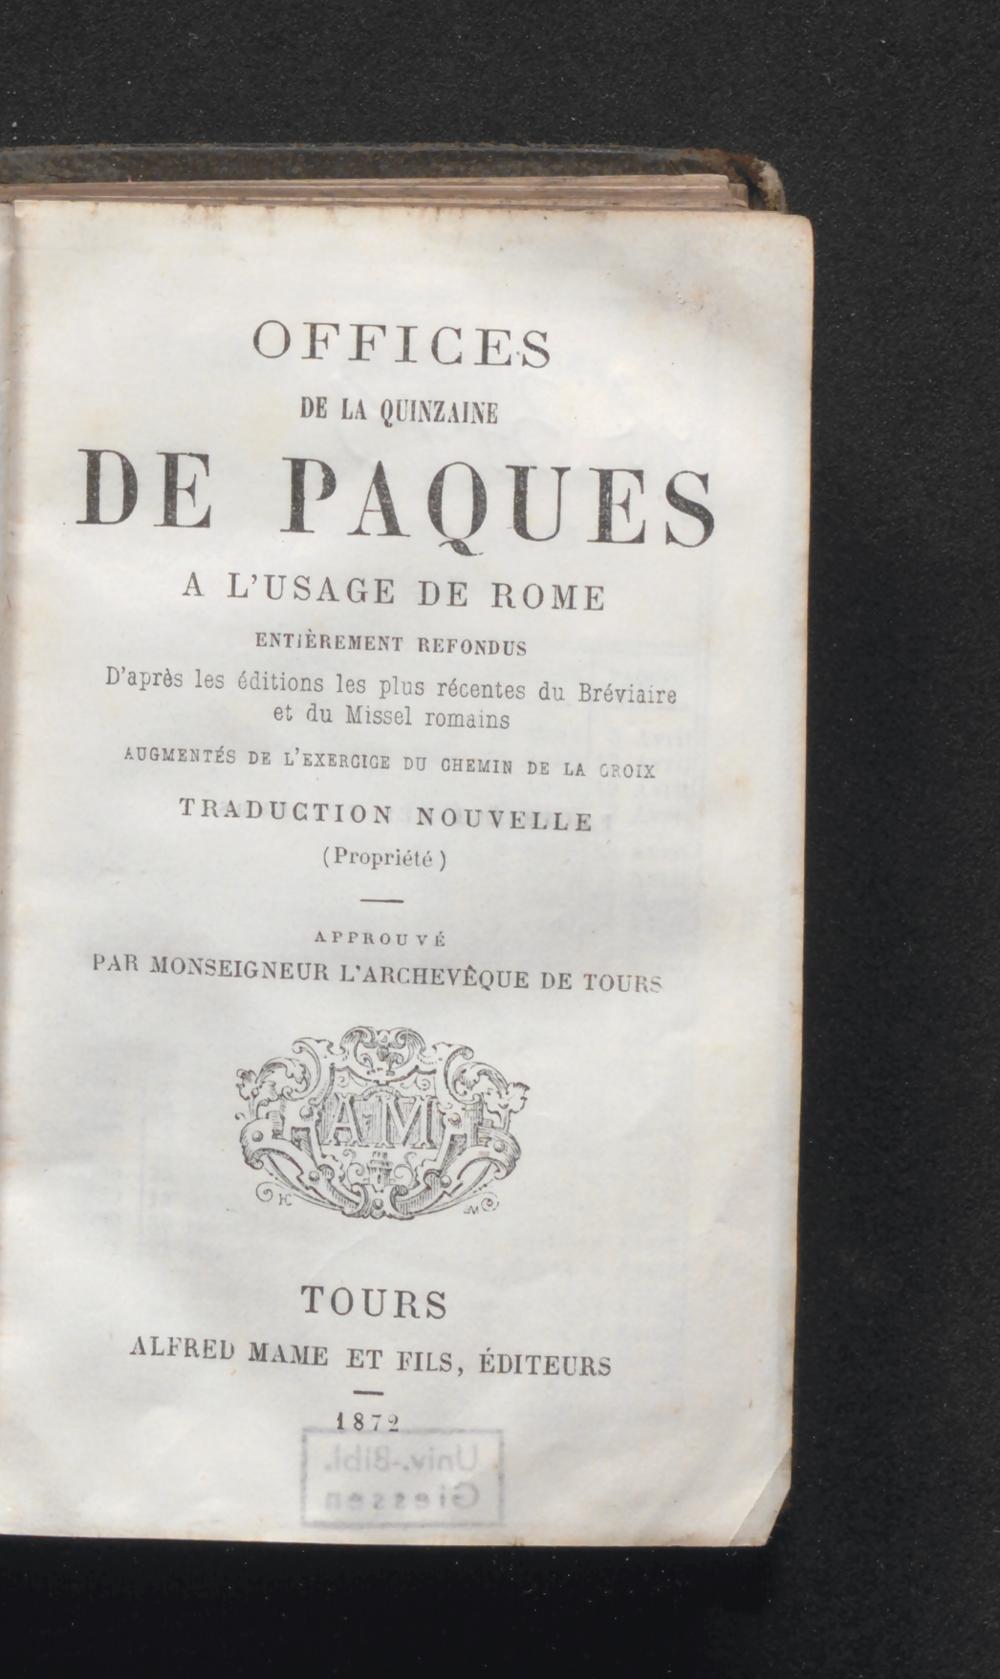 OFFICES
DE LA QUINZAINE
DE PAQUES
A L'USAGE DE ROME
ENTIÈREMENT REFONDUS
D'après les éditions les plus récentes du Bréviaire
et du Missel romains
AUGMENTÉS DE L'EXERCICE DU CHEMIN DE LA CROIX
TRADUCTION NOUVELLE
(Propriété)
APPROUVÉ
PAR MONSEIGNEUR L'ARCHEVÊQUE DE TOURS
AM
TOURS
ALFRED MAME ET FILS, ÉDITEURS
1872
Univ.-Bibl.
Giessen